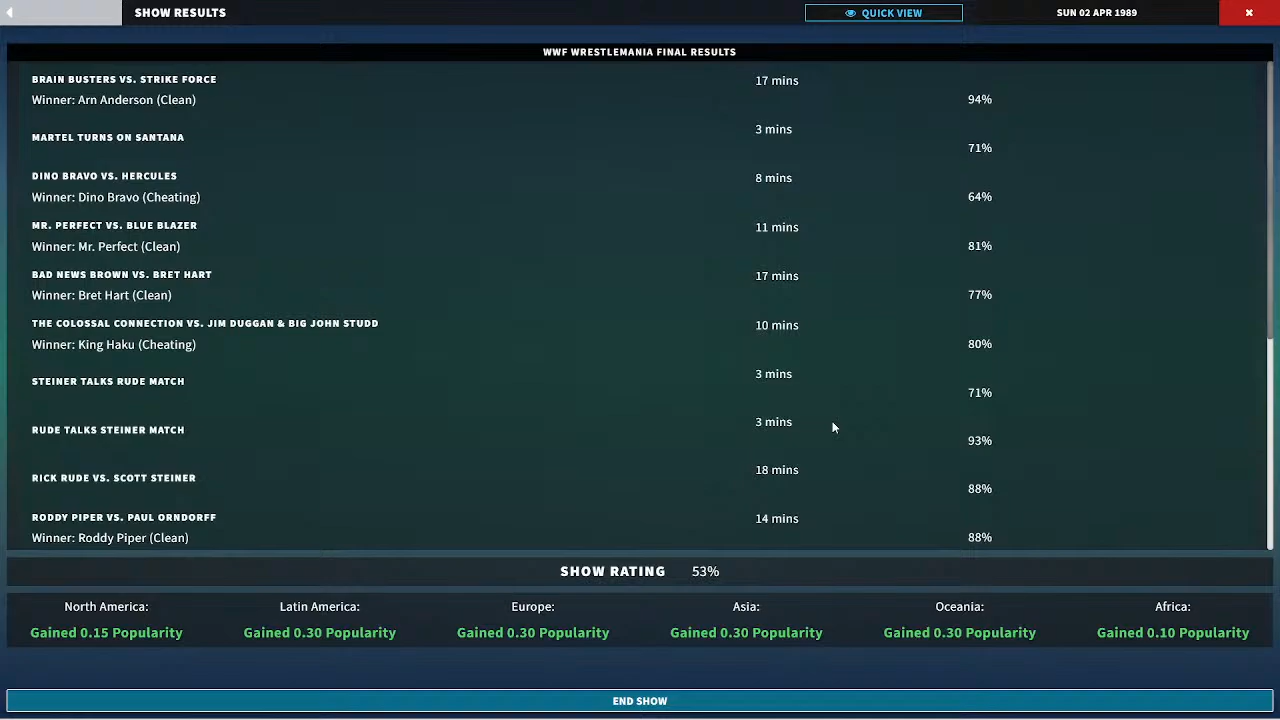 SHOW RESULTS
QUICK VIEW
SUN 02 APR 1989
WWF WRESTLEMANIA FINAL RESULTS
BRAIN BUSTERS VS. STRIKE FORCE 17 mins
Winner: Arn Anderson (Clean) 94%
MARTEL TURNS ON SANTANA 3 mins
71%
DINO BRAVO VS. HERCULES 8 mins
Winner: Dino Bravo (Cheating) 64%
MR. PERFECT VS. BLUE BLAZER 11 mins
Winner: Mr. Perfect (Clean) 81%
BAD NEWS BROWN VS. BRET HART 17 mins
Winner: Bret Hart (Clean) 77%
THE COLOSSAL CONNECTION VS. JIM DUGGAN & BIG JOHN STUDD 10 mins
Winner: King Haku (Cheating) 80%
STEINER TALKS RUDE MATCH 3 mins
71%
RUDE TALKS STEINER MATCH 3 mins
93%
RICK RUDE VS. SCOTT STEINER 18 mins
88%
RODDY PIPER VS. PAUL ORNDORFF 14 mins
Winner: Roddy Piper (Clean) 88%
SHOW RATING 53%
North America: Latin America: Europe: Asia: Oceania: Africa:
Gained 0.15 Popularity Gained 0.30 Popularity Gained 0.30 Popularity Gained 0.30 Popularity Gained 0.30 Popularity Gained 0.10 Popularity
END SHOW